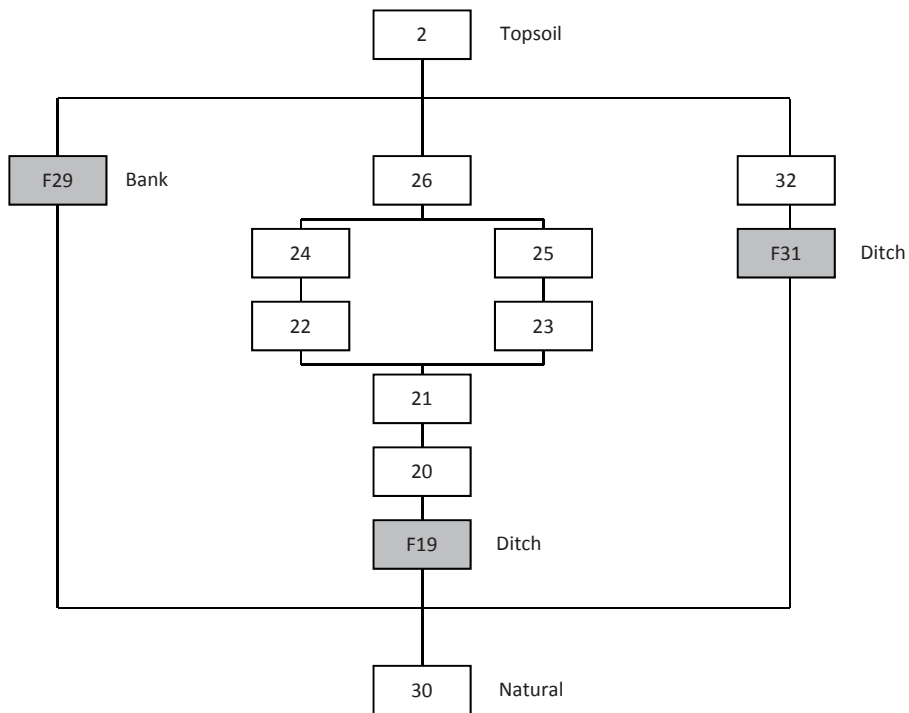 2 Topsoil
F29 Bank 26 32
24 25 F31 Ditch
22 23
21
20
F19 Ditch
30 Natural